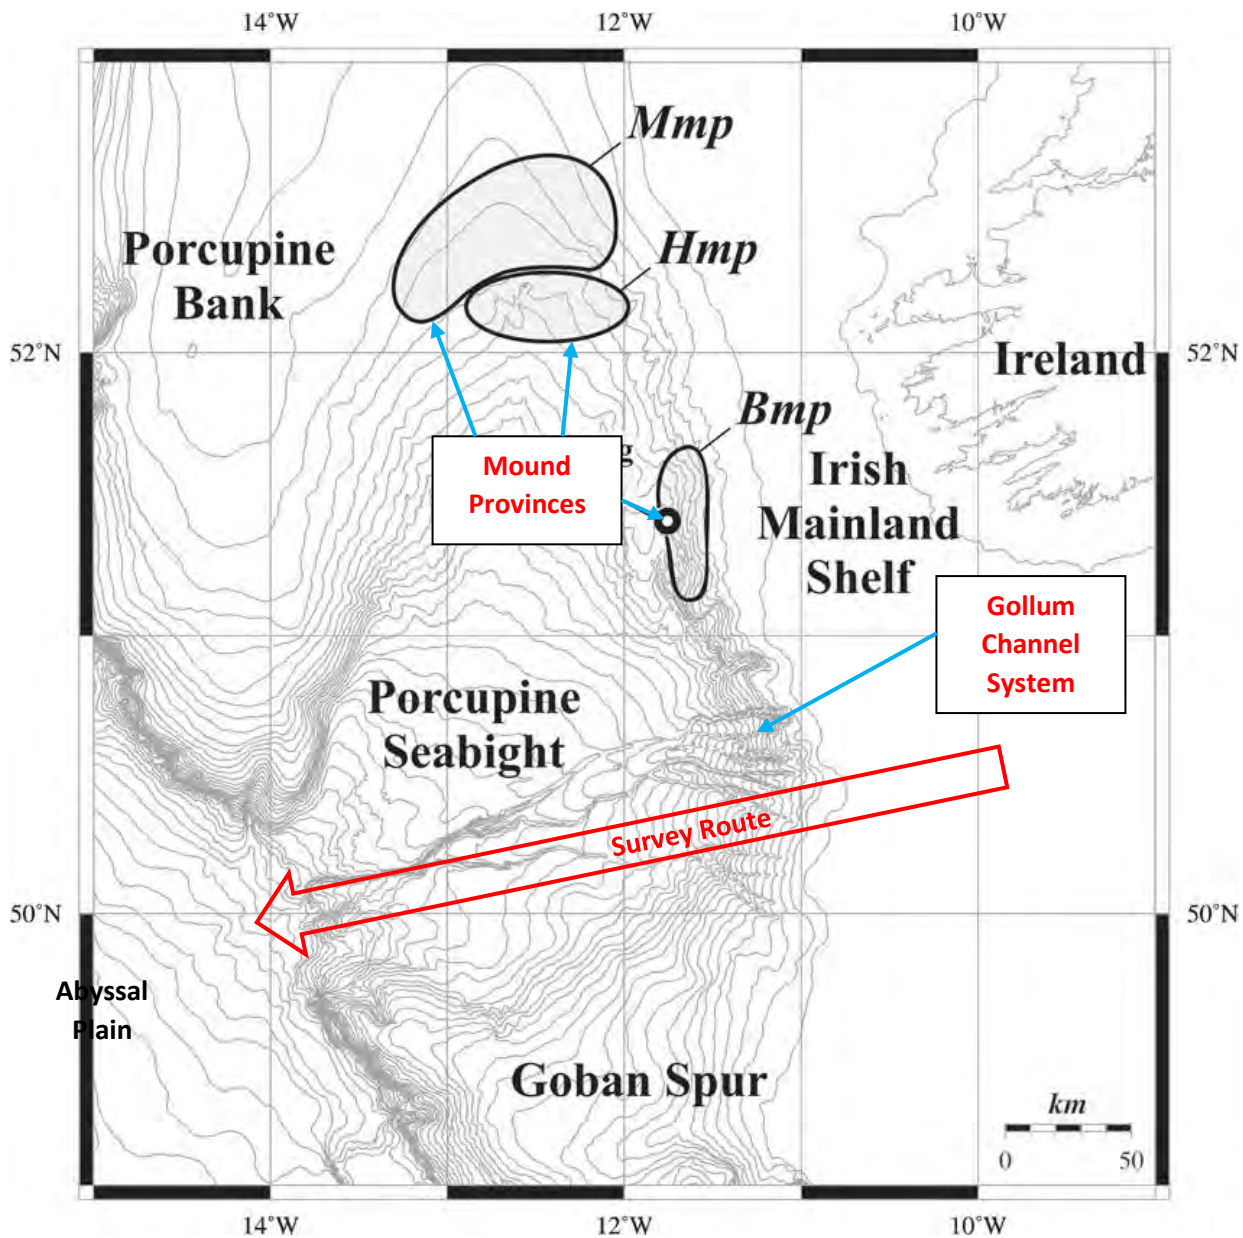 14°W 12°W 10°W
Mmp
Hmp
Porcupine
Bank
52°N
52°N
Ireland
Bmp
g
Mound
Provinces
Irish
Mainland
Shelf
Gollum
Channel
System
Porcupine
Seabight
Survey Route
50°N
50°N
Abyssal
Plain
Goban Spur
km
0 50
14°W 12°W 10°W